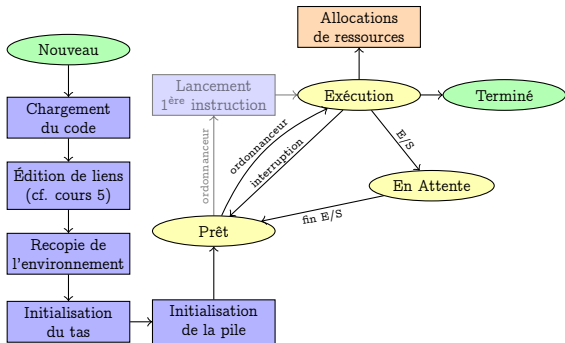 Allocations
de ressources
Nouveau
Lancement
1ère instruction
Exécution
Terminé
Chargement
du code
ordonnanceur
ordonnanceur
interruption
E/S
Édition de liens
(cf. cours 5)
En Attente
fin E/S
Prêt
Recopie de
l'environnement
Initialisation
du tas
Initialisation
de la pile